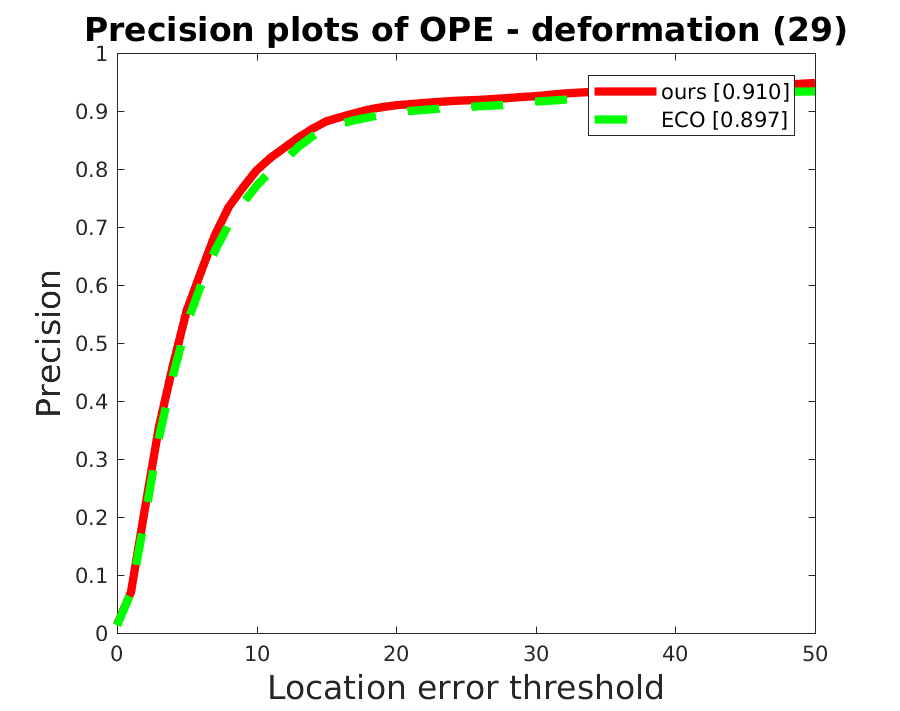 Precision plots of OPE - deformation (29)
1
0.9
0.8
0.7
0.6
0.5
0.4
0.3
0.2
0.1
0
Precision
ours [0.910]
ECO [0.897]
0 10 20 30 40 50
Location error threshold